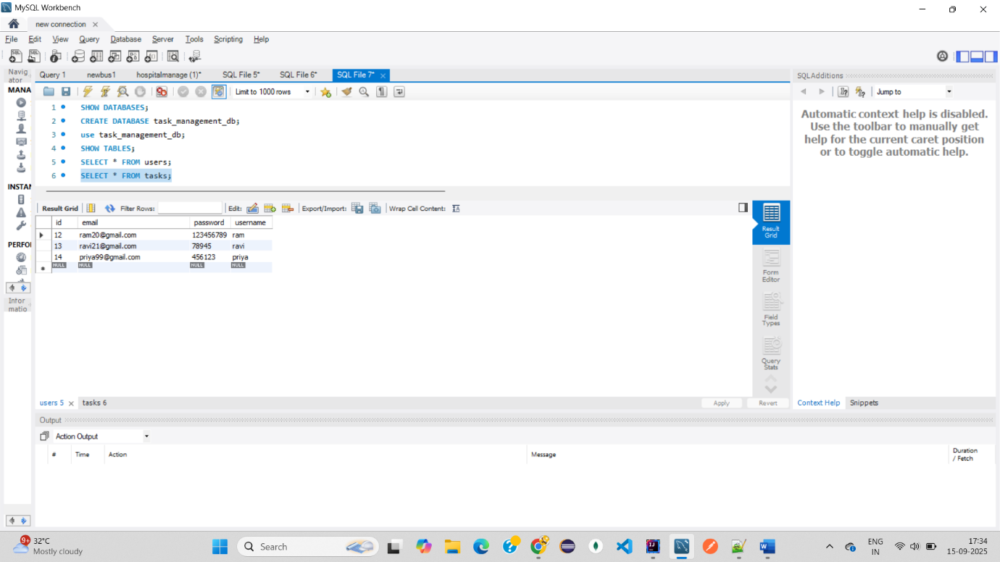 MySQL Workbench
new connection
File Edit View Query Database Server Tools Scripting Help
Navig
ator
Query 1 newbus1 hospitalmanage (1)* SQL File 5* SQL File 6* SQL File 7*
SQLAdditions
MANA
Limit to 1000 rows
Jump to
1 SHOW DATABASES;
2 CREATE DATABASE task_management_db;
3 use task_management_db;
4 SHOW TABLES;
5 SELECT * FROM users;
6 SELECT * FROM tasks;
Automatic context help is disabled.
Use the toolbar to manually get
help for the current caret position
or to toggle automatic help.
INSTAN
PERFO
Infor
matio
Result Grid Filter Rows: Edit: Export/Import: Wrap Cell Content:
id email password username
12 ram20@gmail.com 123456789 ram
13 ravi21@gmail.com 78945 ravi
14 priya99@gmail.com 456123 priya
NULL NULL NULL NULL
Result
Grid
Form
Editor
Field
Types
Query
Stats
users 5 tasks 6
Apply Revert
Context Help Snippets
Output
Action Output
# Time Action Message Duration
/ Fetch
9+
32°C
Mostly cloudy
Search
ENG
IN
17:34
15-09-2025